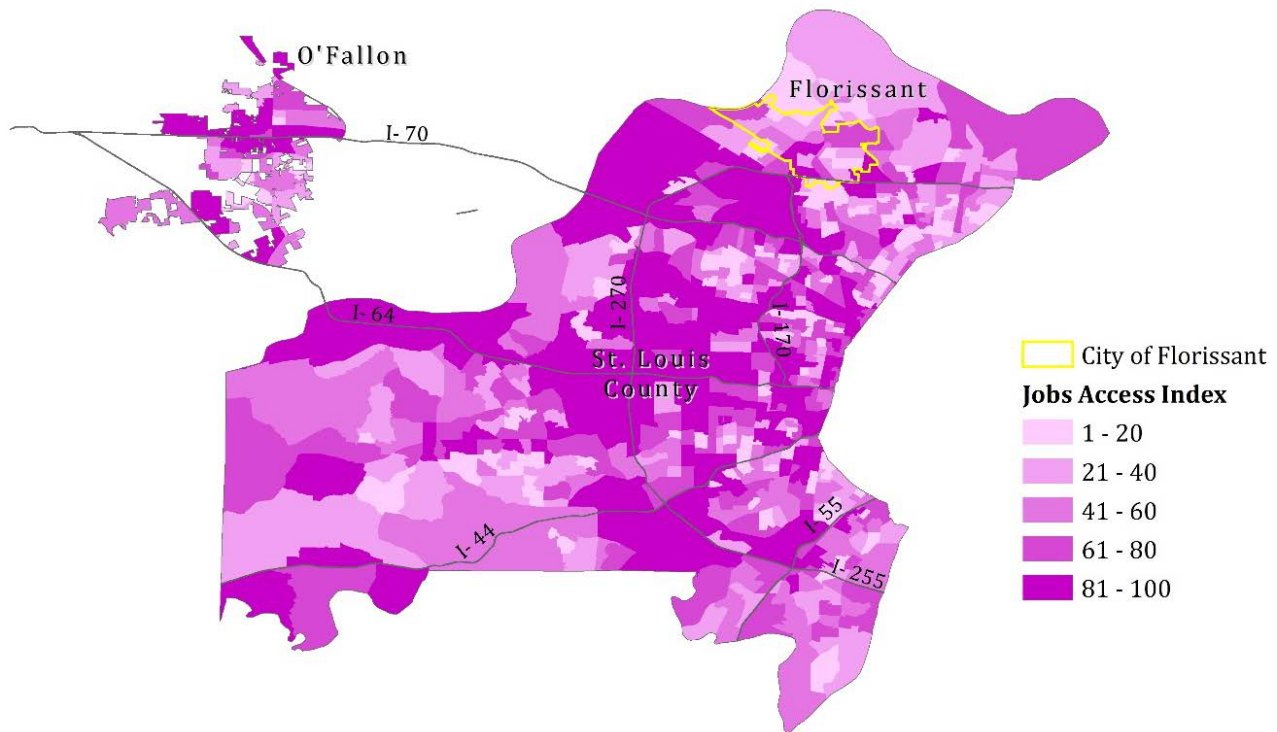 O'Fallon
Florissant
I- 70
I- 270
I- 64
I- 170
St. Louis
County
I- 55
I- 44
I- 255
City of Florissant
Jobs Access Index
1 - 20
21 - 40
41 - 60
61 - 80
81 - 100